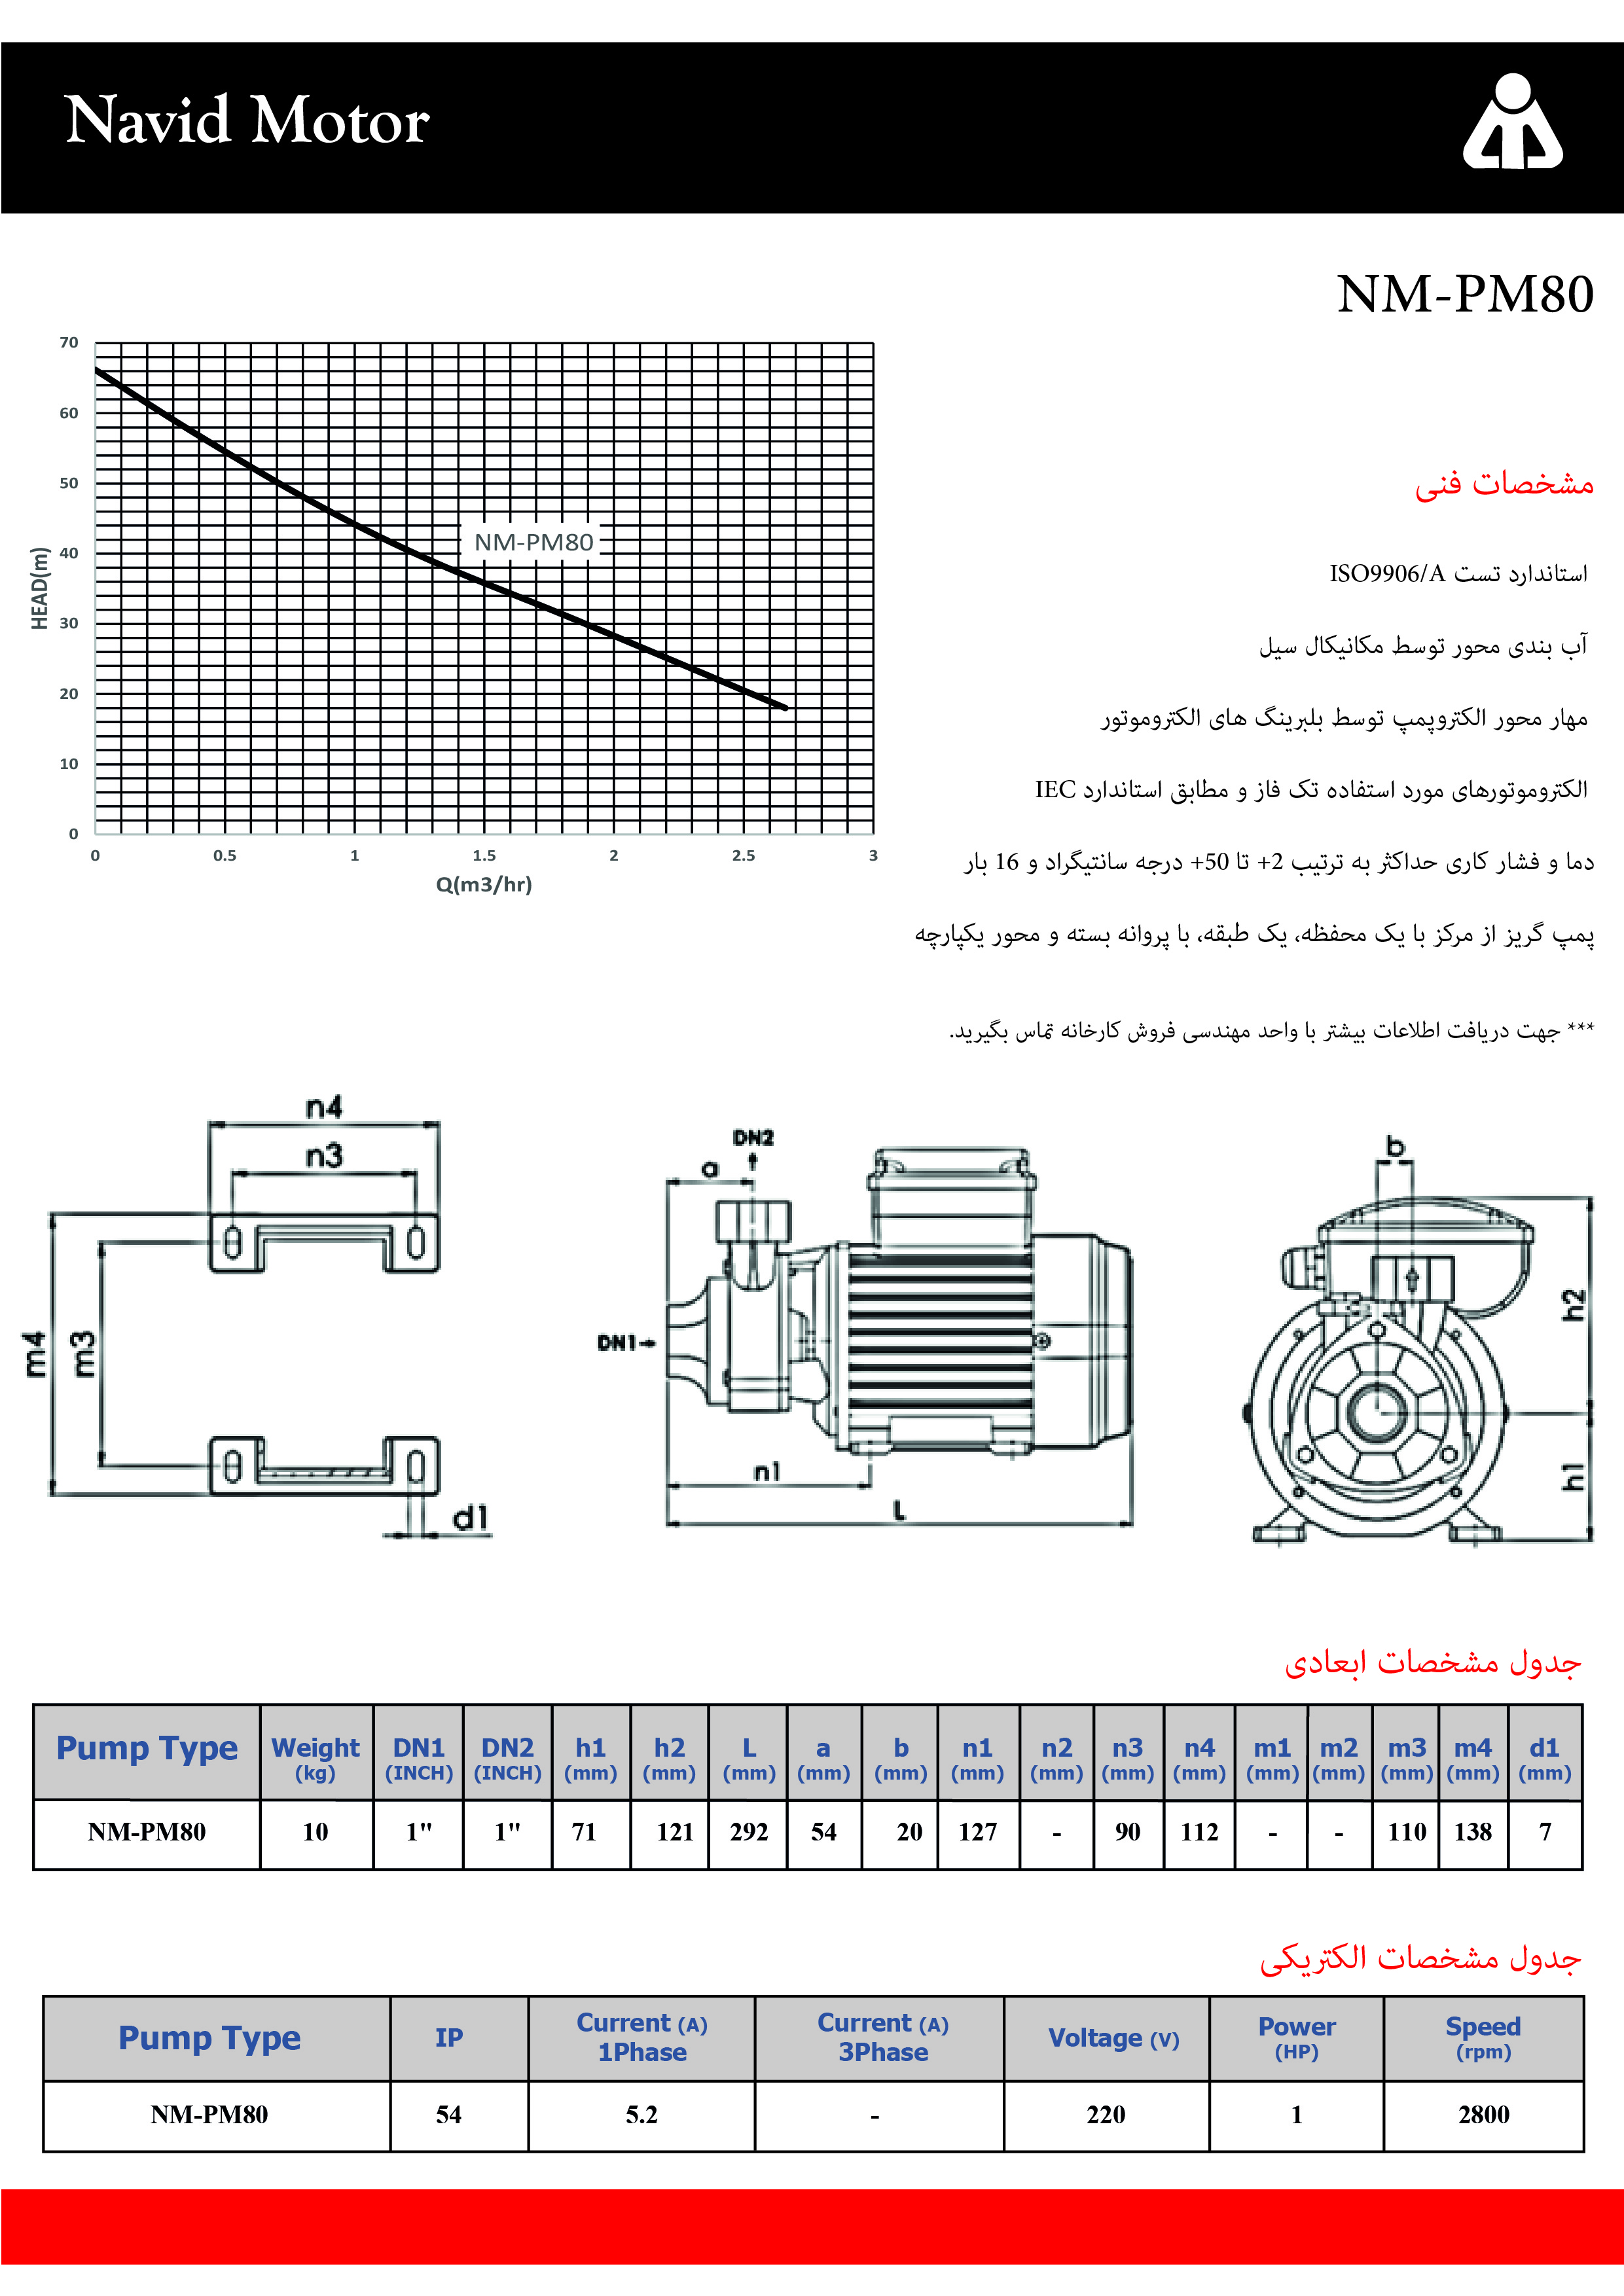 Navid Motor
NM-PM80
70
60
50
40
30
20
10
0
HEAD(m)
NM-PM80
0 0.5 1 1.5 2 2.5 3
Q(m3/hr)
مشخصات فنی
استاندارد تست ISO9906/A
آب بندی محور توسط مکانیکال سیل
مهار محور الکتروپمپ توسط بلبرینگ های الکتروموتور
الکتروموتورهای مورد استفاده تک فاز و مطابق استاندارد IEC
دما و فشار کاری حداکثر به ترتیب 2+ تا 50+ درجه سانتیگراد و 16 بار
پمپ گریز از مرکز با یک محفظه، یک طبقه، با پروانه بسته و محور یکپارچه
*** جهت دریافت اطلاعات بیشتر با واحد مهندسی فروش کارخانه تماس بگیرید.
n4
n3
m4
m3
d1
DN2
a
DN1
n1
L
b
h2
h1
جدول مشخصات ابعادی
Pump Type Weight (kg) DN1 (INCH) DN2 (INCH) h1 (mm) h2 (mm) L (mm) a (mm) b (mm) n1 (mm) n2 (mm) n3 (mm) n4 (mm) m1 (mm) m2 (mm) m3 (mm) m4 (mm) d1 (mm)
NM-PM80 10 1" 1" 71 121 292 54 20 127 - 90 112 - - 110 138 7
جدول مشخصات الکتریکی
Pump Type IP Current (A) 1Phase Current (A) 3Phase Voltage (V) Power (HP) Speed (rpm)
NM-PM80 54 5.2 - 220 1 2800